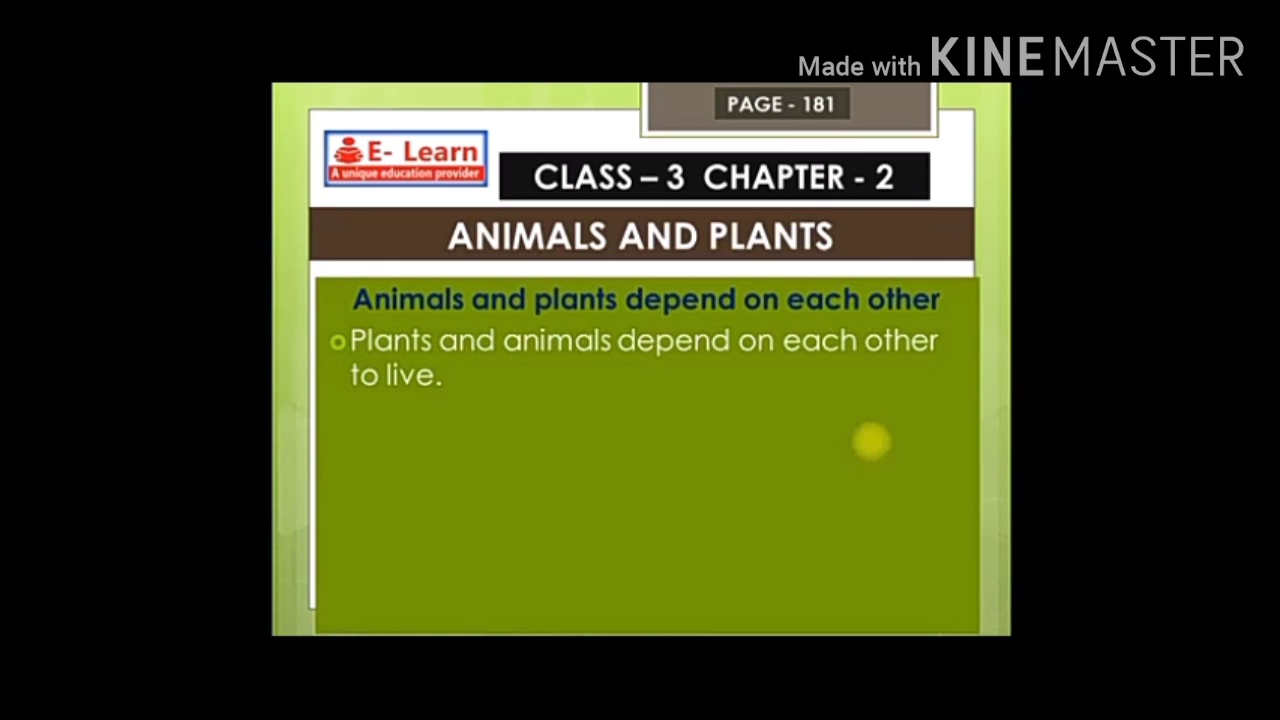 Made with KINEMASTER
PAGE - 181
E- Learn
A unique education provider
CLASS – 3 CHAPTER - 2
ANIMALS AND PLANTS
Animals and plants depend on each other
Plants and animals depend on each other
to live.